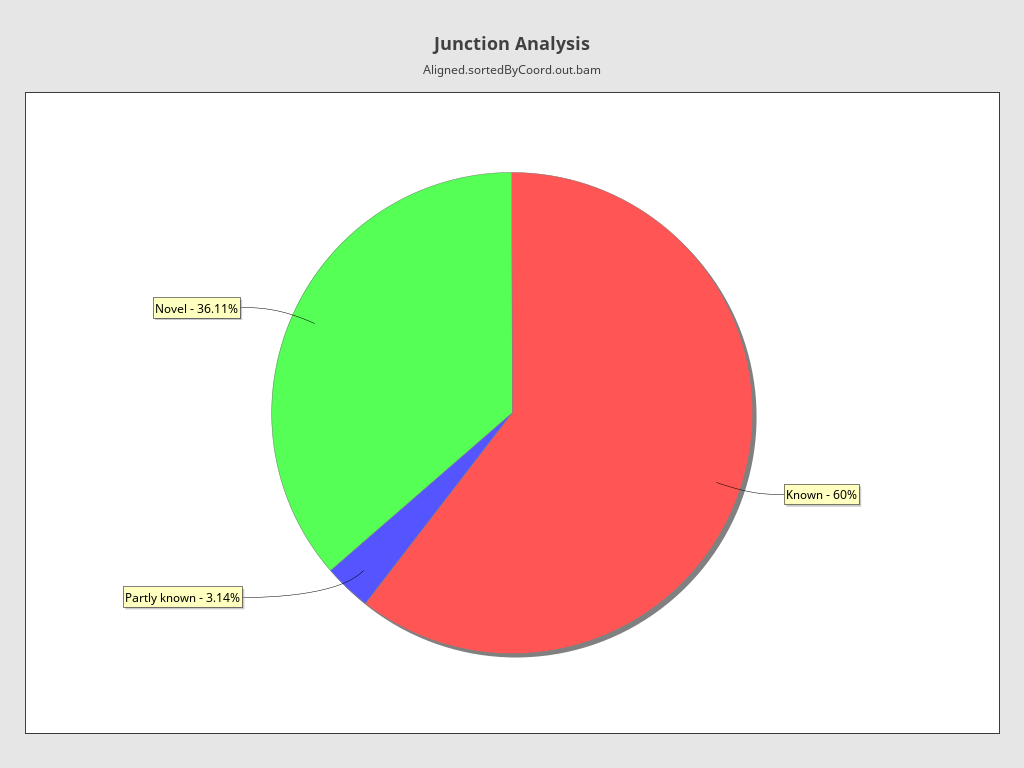 Junction Analysis
Aligned.sortedByCoord.out.bam
Novel - 36.11%
Known - 60%
Partly known - 3.14%